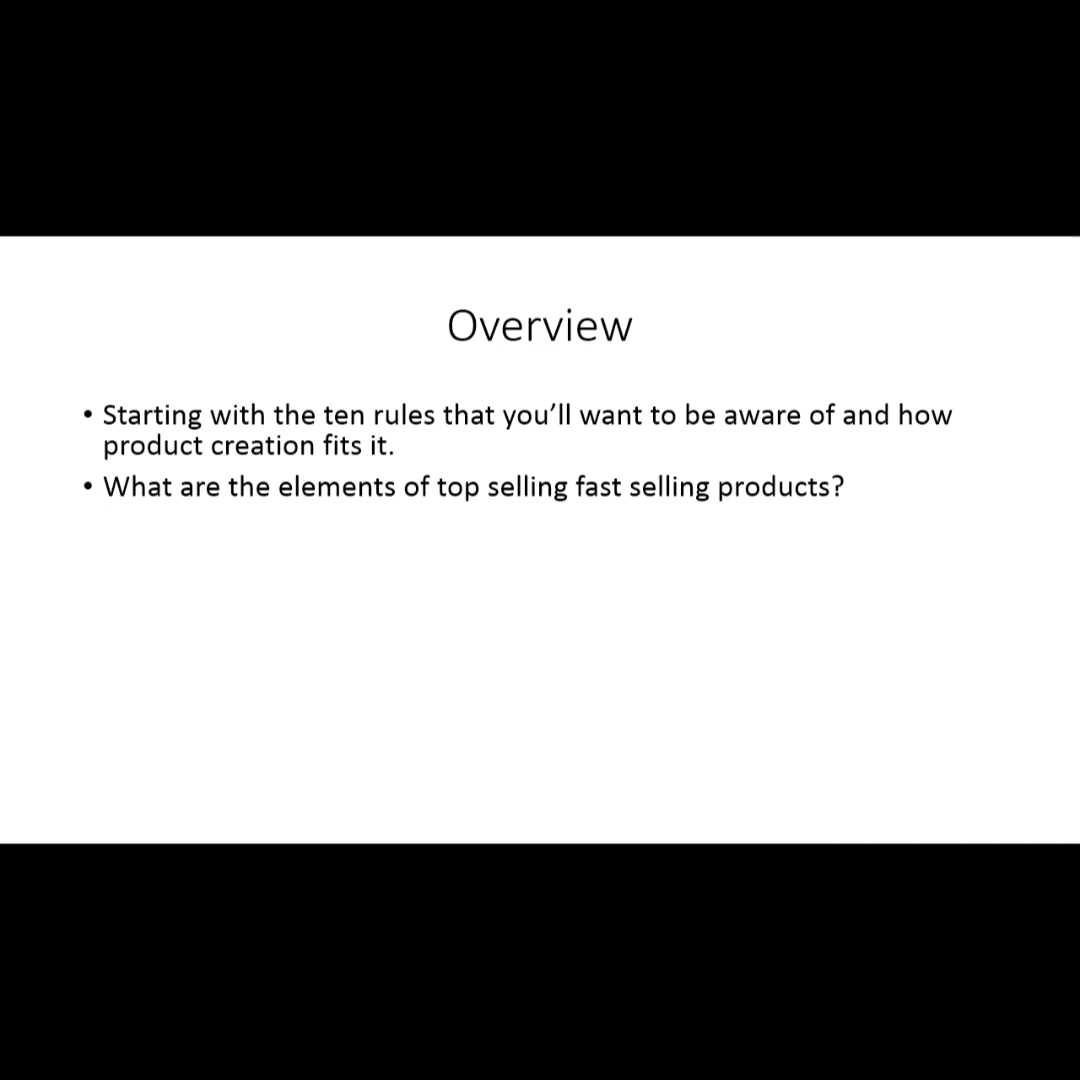 Overview
• Starting with the ten rules that you’ll want to be aware of and how
product creation fits it.
• What are the elements of top selling fast selling products?